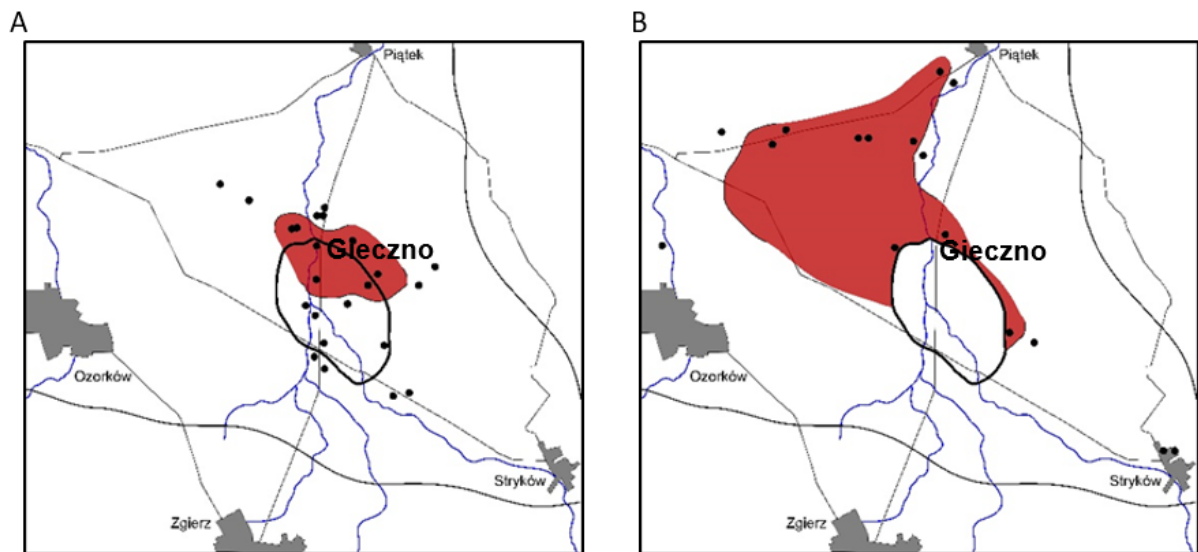 A
Piątek
Gieczno
Ozorków
Stryków
Zgierz
B
Piątek
Gieczno
Ozorków
Stryków
Zgierz